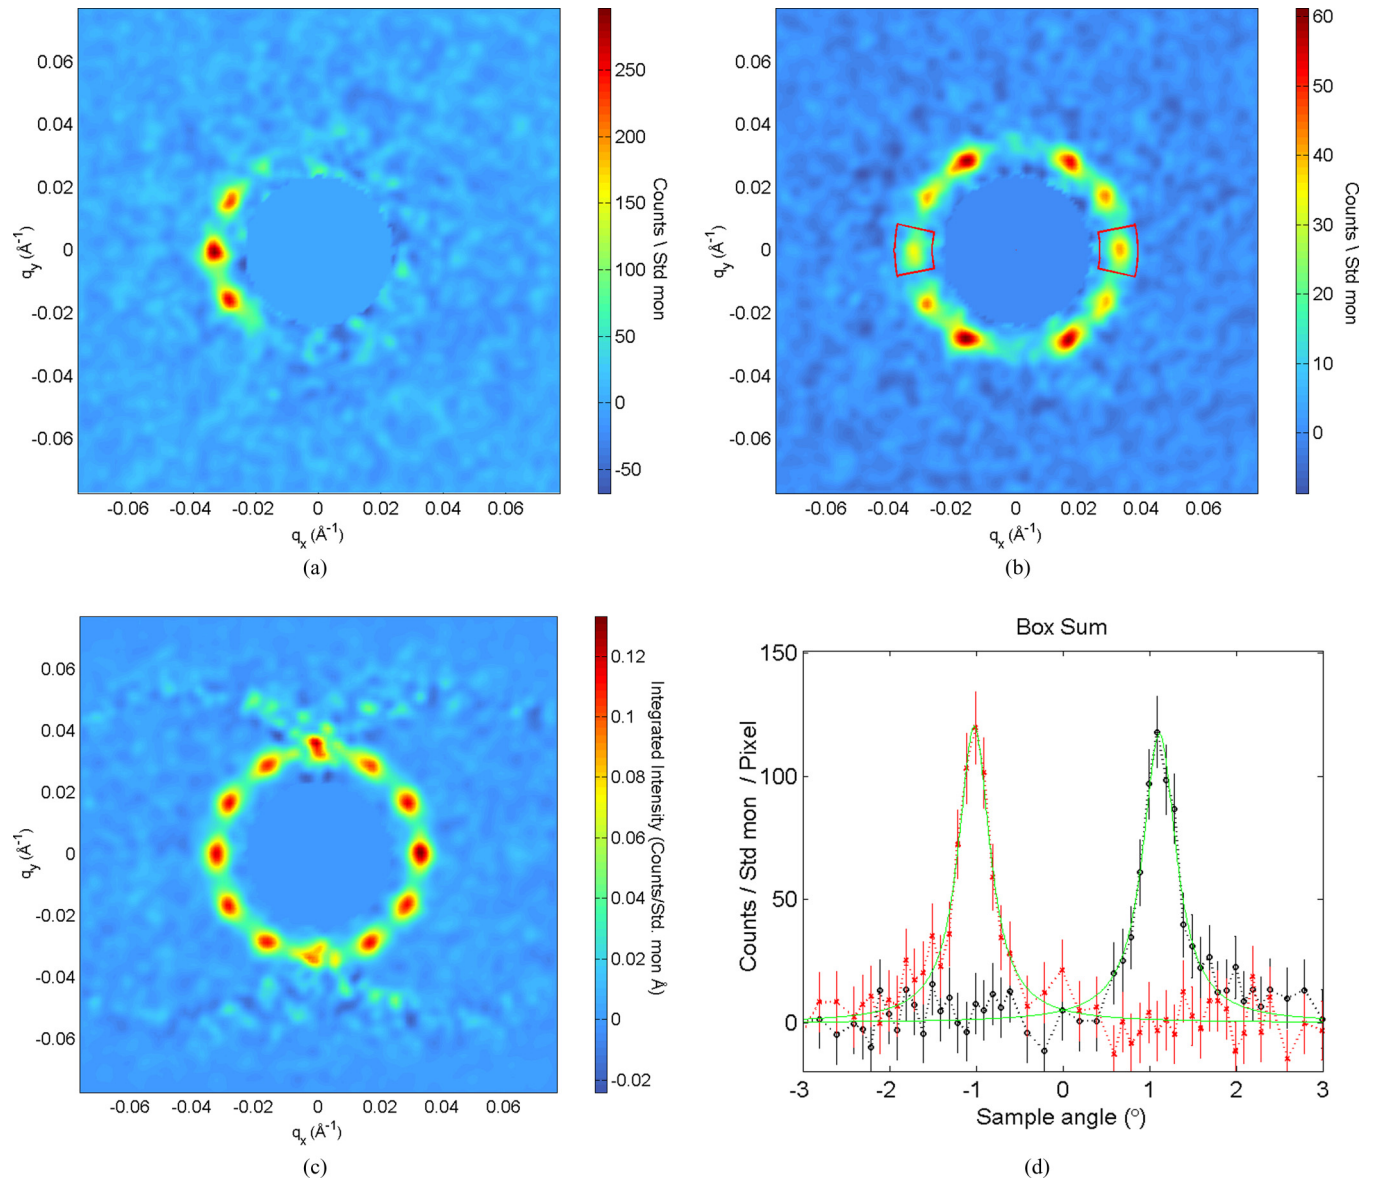 0.06
0.04
0.02
0
-0.02
-0.04
-0.06
q_y (Å^-1)
-0.06 -0.04 -0.02 0 0.02 0.04 0.06
q_x (Å^-1)
250
200
150
100
50
0
-50
Counts \ Std mon
(a)
0.06
0.04
0.02
0
-0.02
-0.04
-0.06
q_y (Å^-1)
-0.06 -0.04 -0.02 0 0.02 0.04 0.06
q_x (Å^-1)
60
50
40
30
20
10
0
Counts \ Std mon
(b)
0.06
0.04
0.02
0
-0.02
-0.04
-0.06
q_y (Å^-1)
-0.06 -0.04 -0.02 0 0.02 0.04 0.06
q_x (Å^-1)
0.12
0.1
0.08
0.06
0.04
0.02
0
-0.02
Integrated Intensity (Counts/Std. mon Å)
(c)
Box Sum
150
100
50
0
Counts / Std mon / Pixel
-3 -2 -1 0 1 2 3
Sample angle (°)
(d)